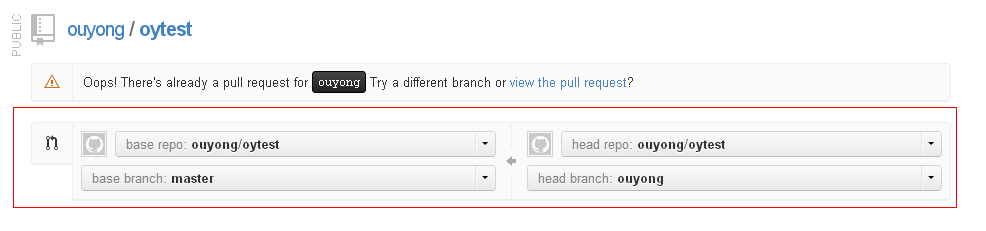 PUBLIC
ouyong / oytest
Oops! There's already a pull request for ouyong Try a different branch or view the pull request?
base repo: ouyong/oytest
head repo: ouyong/oytest
base branch: master
head branch: ouyong